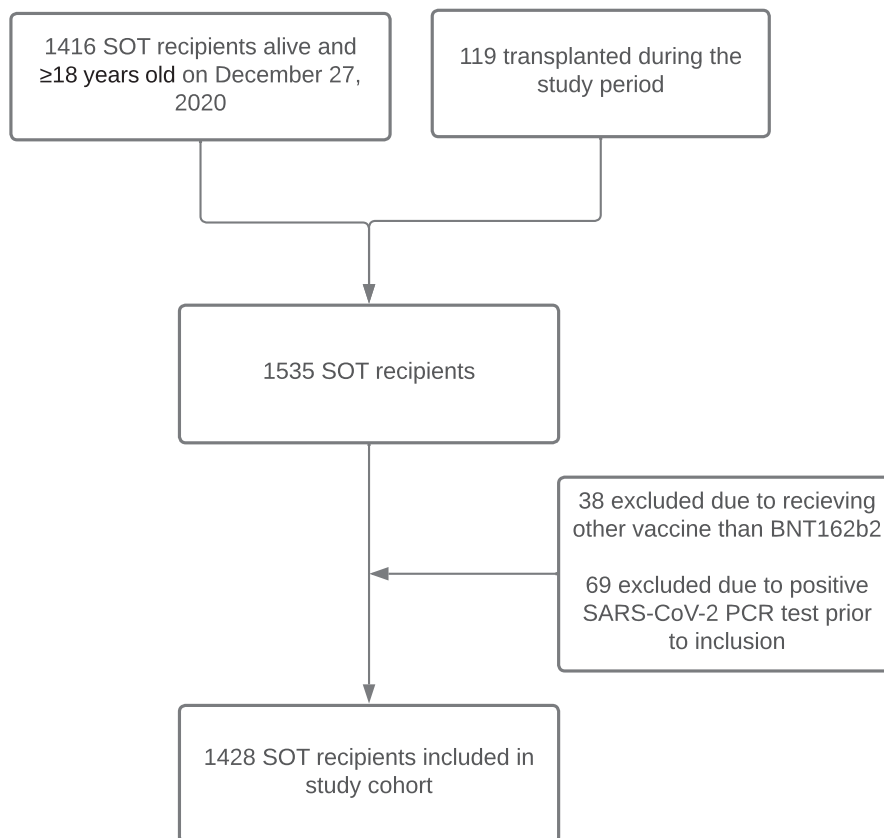 1416 SOT recipients alive and
≥18 years old on December 27,
2020
119 transplanted during the
study period
1535 SOT recipients
38 excluded due to recieving
other vaccine than BNT162b2
69 excluded due to positive
SARS-CoV-2 PCR test prior
to inclusion
1428 SOT recipients included in
study cohort